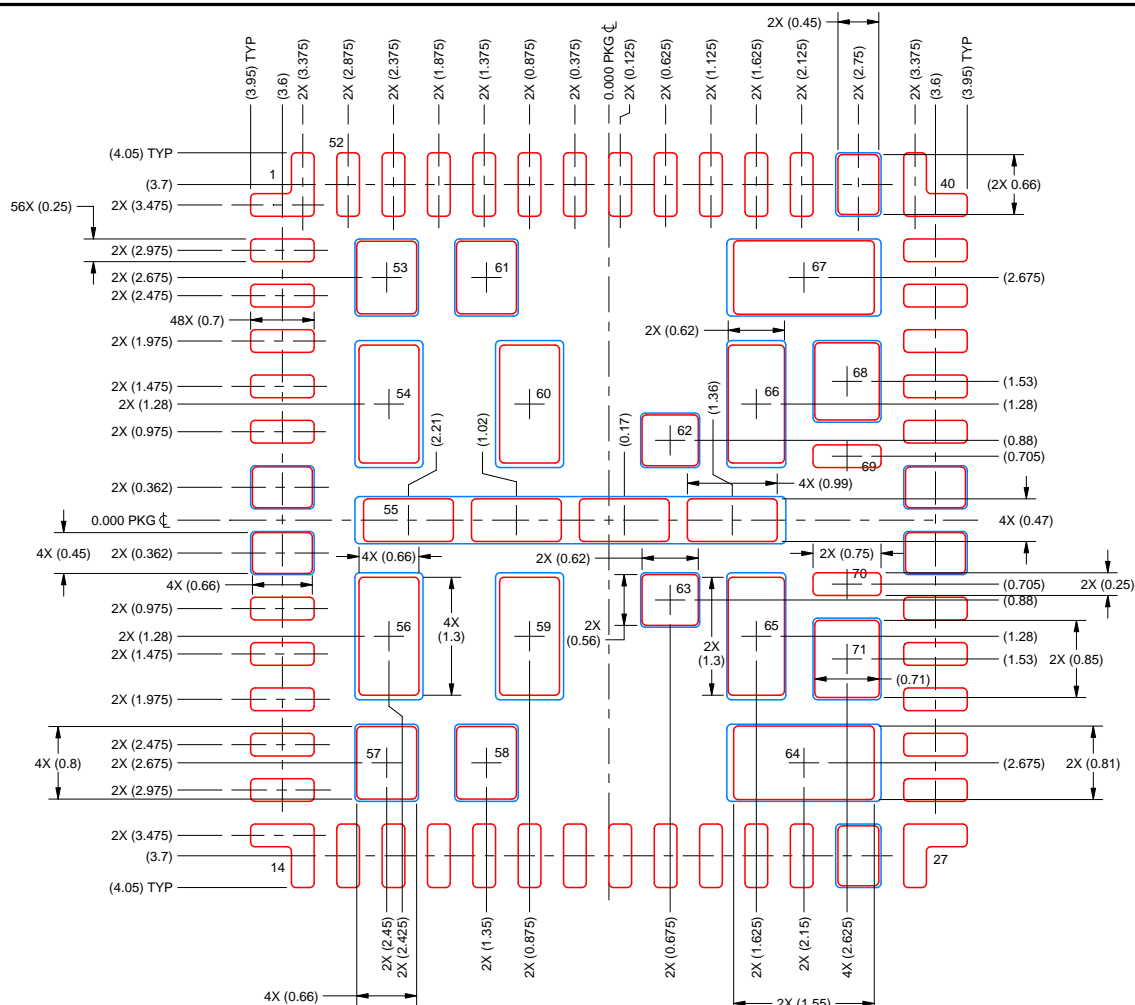 2X (0.45)
(3.95) TYP
(3.6)
2X (3.375)
2X (2.875)
2X (2.375)
2X (1.875)
2X (1.375)
2X (0.875)
2X (0.375)
0.000 PKG ℄
2X (0.125)
2X (0.625)
2X (1.125)
2X (1.625)
2X (2.125)
2X (2.75)
2X (3.375)
(3.6)
(3.95) TYP
(4.05) TYP
52
1
40
(3.7)
(2X 0.66)
2X (3.475)
56X (0.25)
2X (2.975)
2X (2.675)
53
61
67
(2.675)
2X (2.475)
48X (0.7)
2X (0.62)
2X (1.975)
2X (1.475)
68
(1.53)
2X (1.28)
54
60
66
(1.28)
2X (0.975)
(2.21)
(1.02)
(0.17)
(1.36)
62
(0.88)
(0.705)
69
2X (0.362)
4X (0.99)
55
0.000 PKG ℄
4X (0.47)
4X (0.45)
2X (0.362)
4X (0.66)
2X (0.62)
2X (0.75)
4X (0.66)
70
(0.705)
2X (0.25)
63
(0.88)
2X (0.975)
2X
(0.56)
4X
(1.3)
2X
(1.3)
2X (1.28)
56
59
65
(1.28)
2X (1.475)
71
(1.53)
2X (0.85)
(0.71)
2X (1.975)
2X (2.475)
57
58
64
2X (2.675)
(2.675)
4X (0.8)
2X (0.81)
2X (2.975)
2X (3.475)
(3.7)
14
27
(4.05) TYP
2X (2.45)
2X (2.425)
2X (1.35)
2X (0.875)
2X (0.675)
2X (1.625)
2X (2.15)
4X (2.625)
4X (0.66)
2X (1.55)